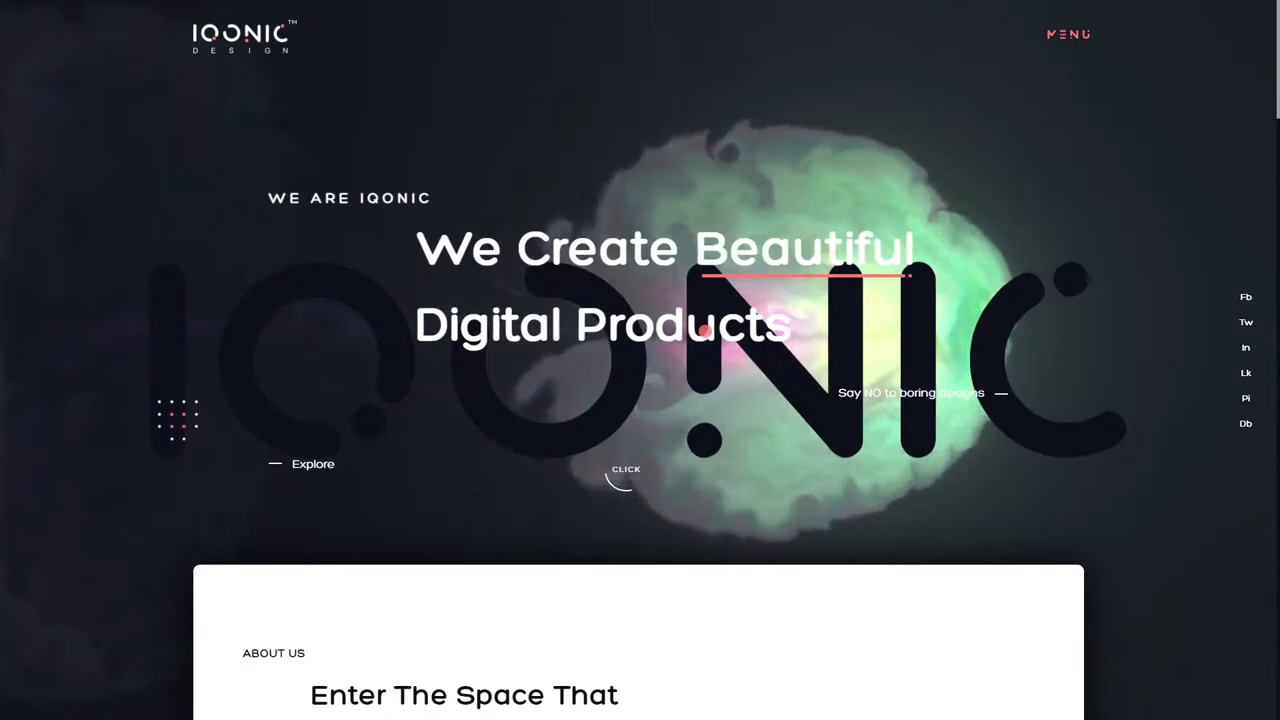 IQONIC™
DESIGN
MENU
WE ARE IQONIC
We Create Beautiful
Digital Products
IQONIC
Say NO to boring designs
Explore
CLICK
Fb
Tw
In
Lk
Pi
Db
ABOUT US
Enter The Space That